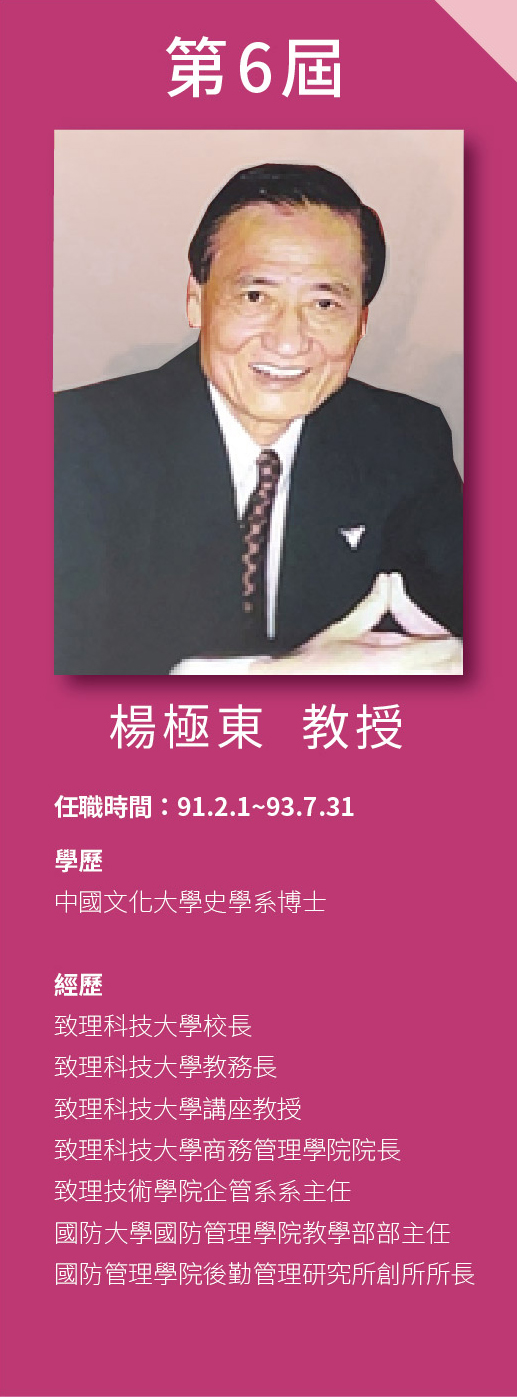 第6屆
楊極東 教授
任職時間：91.2.1~93.7.31
學歷
中國文化大學史學系博士
經歷
致理科技大學校長
致理科技大學教務長
致理科技大學講座教授
致理科技大學商務管理學院院長
致理技術學院企管系系主任
國防大學國防管理學院教學部部主任
國防管理學院後勤管理研究所創所所長